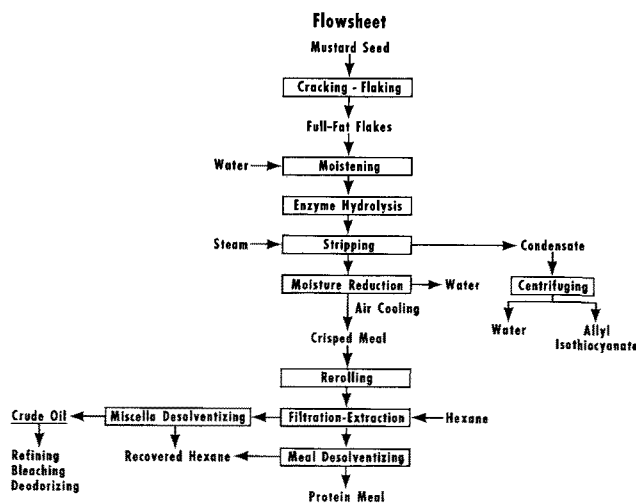 Flowsheet
Mustard Seed
Cracking - Flaking
Full-Fat Flakes
Water
Moistening
Enzyme Hydrolysis
Steam
Stripping
Condensate
Moisture Reduction
Water
Centrifuging
Air Cooling
Water
Allyl
Isothiocyanate
Crisped Meal
Rerolling
Crude Oil
Miscella Desolventizing
Filtration-Extraction
Hexane
Refining
Bleaching
Deodorizing
Recovered Hexane
Meal Desolventizing
Protein Meal